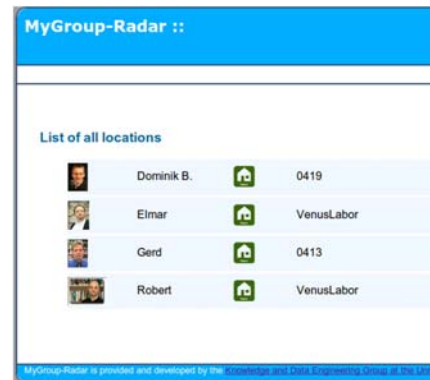 MyGroup-Radar ::
List of all locations
Dominik B. 0419
Elmar VenusLabor
Gerd 0413
Robert VenusLabor
MyGroup-Radar is provided and developed by the Knowledge and Data Engineering Group at the